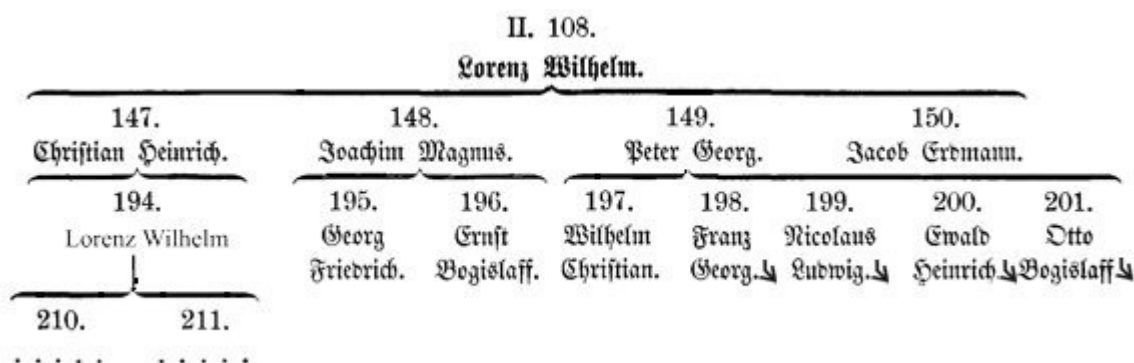 II. 108.
Lorenz Wilhelm.
147. 148. 149. 150.
Christian Heinrich. Joachim Magnus. Peter Georg. Jacob Erdmann.
194. 195. 196. 197. 198. 199. 200. 201.
Lorenz Wilhelm Georg Ernst Wilhelm Franz Nicolaus Ewald Otto
Friedrich. Bogislaff. Christian. Georg. Ludwig. Heinrich Bogislaff
210. 211.